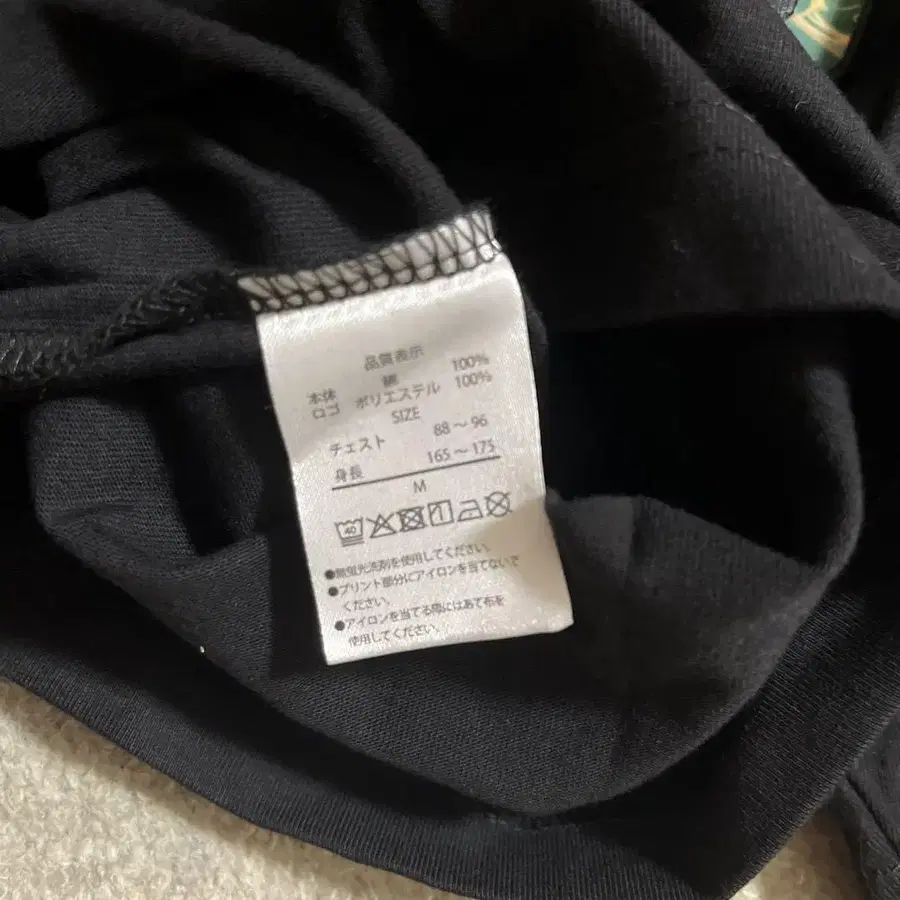 品質表示
本体 綿 100%
ロゴ ポリエステル 100%
SIZE
チェスト 88～96
身長 165～175
M
40
●無蛍光洗剤を使用してください。
●プリント部分にアイロンを当てないで
ください。
●アイロンを当てる際にはあて布を
使用してください。